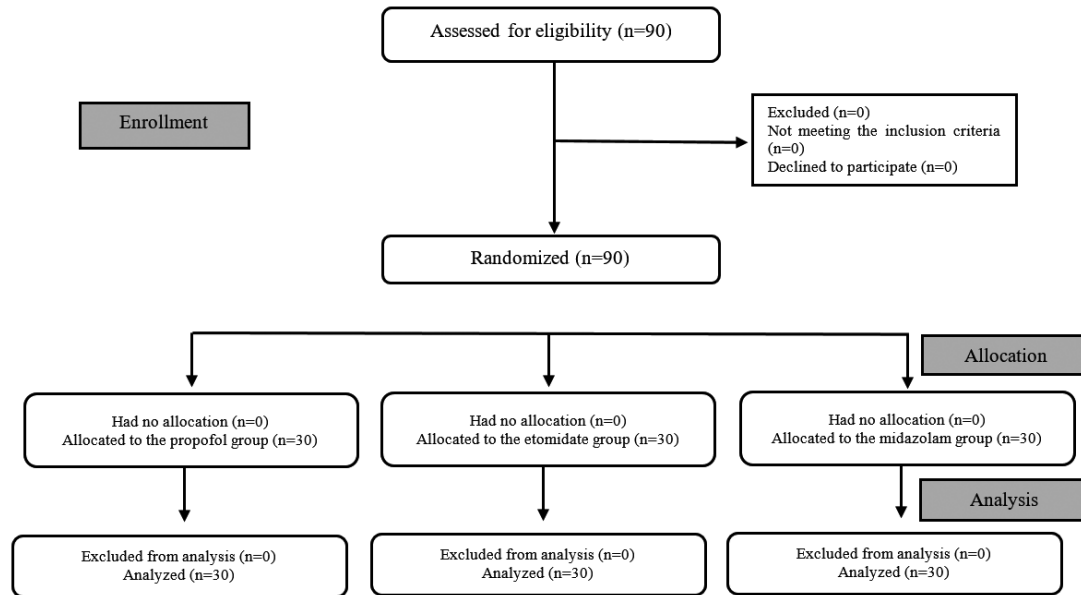 Assessed for eligibility (n=90)
Enrollment
Excluded (n=0)
Not meeting the inclusion criteria
(n=0)
Declined to participate (n=0)
Randomized (n=90)
Allocation
Had no allocation (n=0)
Allocated to the propofol group (n=30)
Had no allocation (n=0)
Allocated to the etomidate group (n=30)
Had no allocation (n=0)
Allocated to the midazolam group (n=30)
Analysis
Excluded from analysis (n=0)
Analyzed (n=30)
Excluded from analysis (n=0)
Analyzed (n=30)
Excluded from analysis (n=0)
Analyzed (n=30)